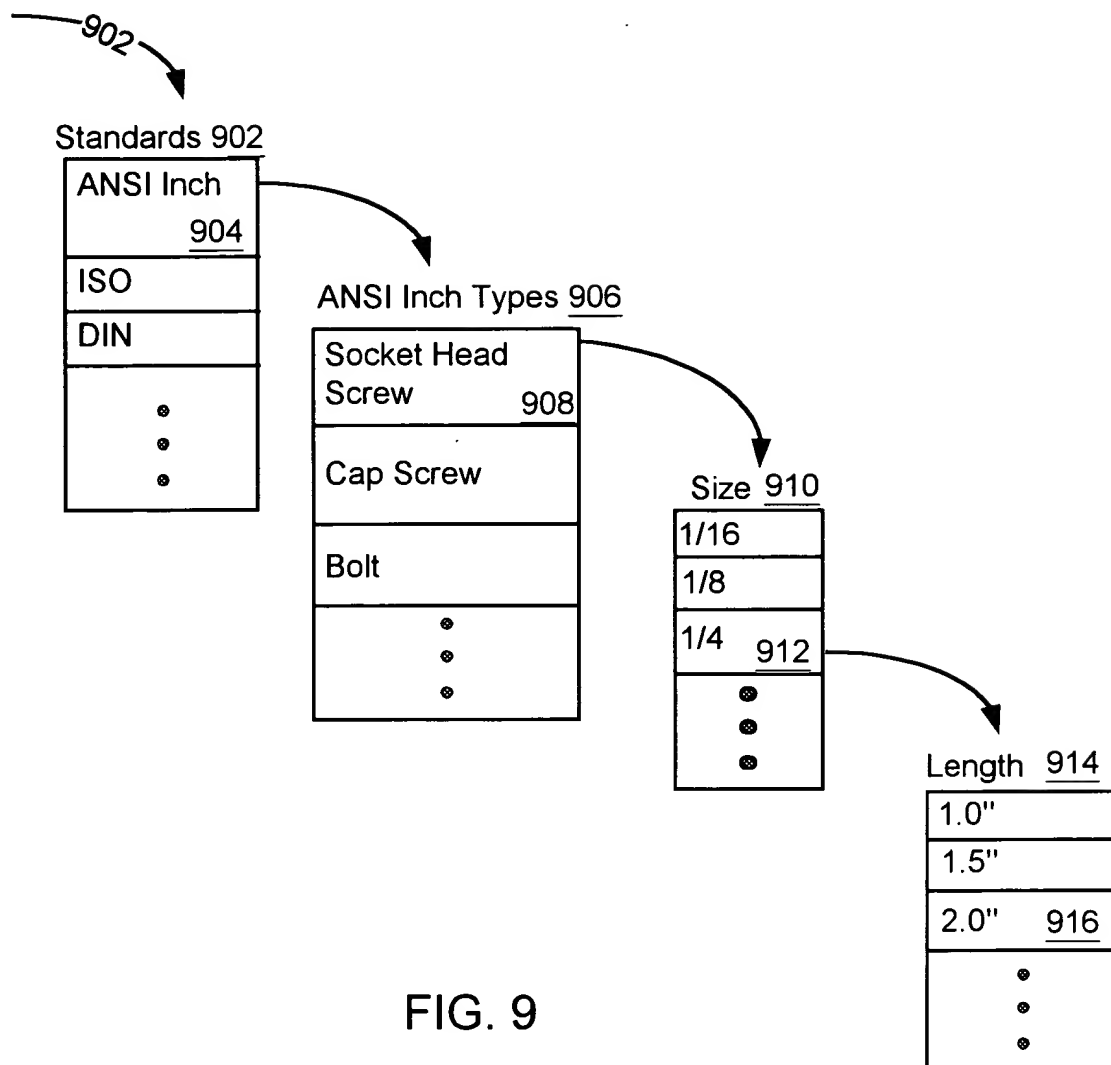 902
Standards 902
ANSI Inch
904
ISO
DIN
ANSI Inch Types 906
Socket Head
Screw 908
Cap Screw
Bolt
Size 910
1/16
1/8
1/4 912
Length 914
1.0"
1.5"
2.0" 916
FIG. 9